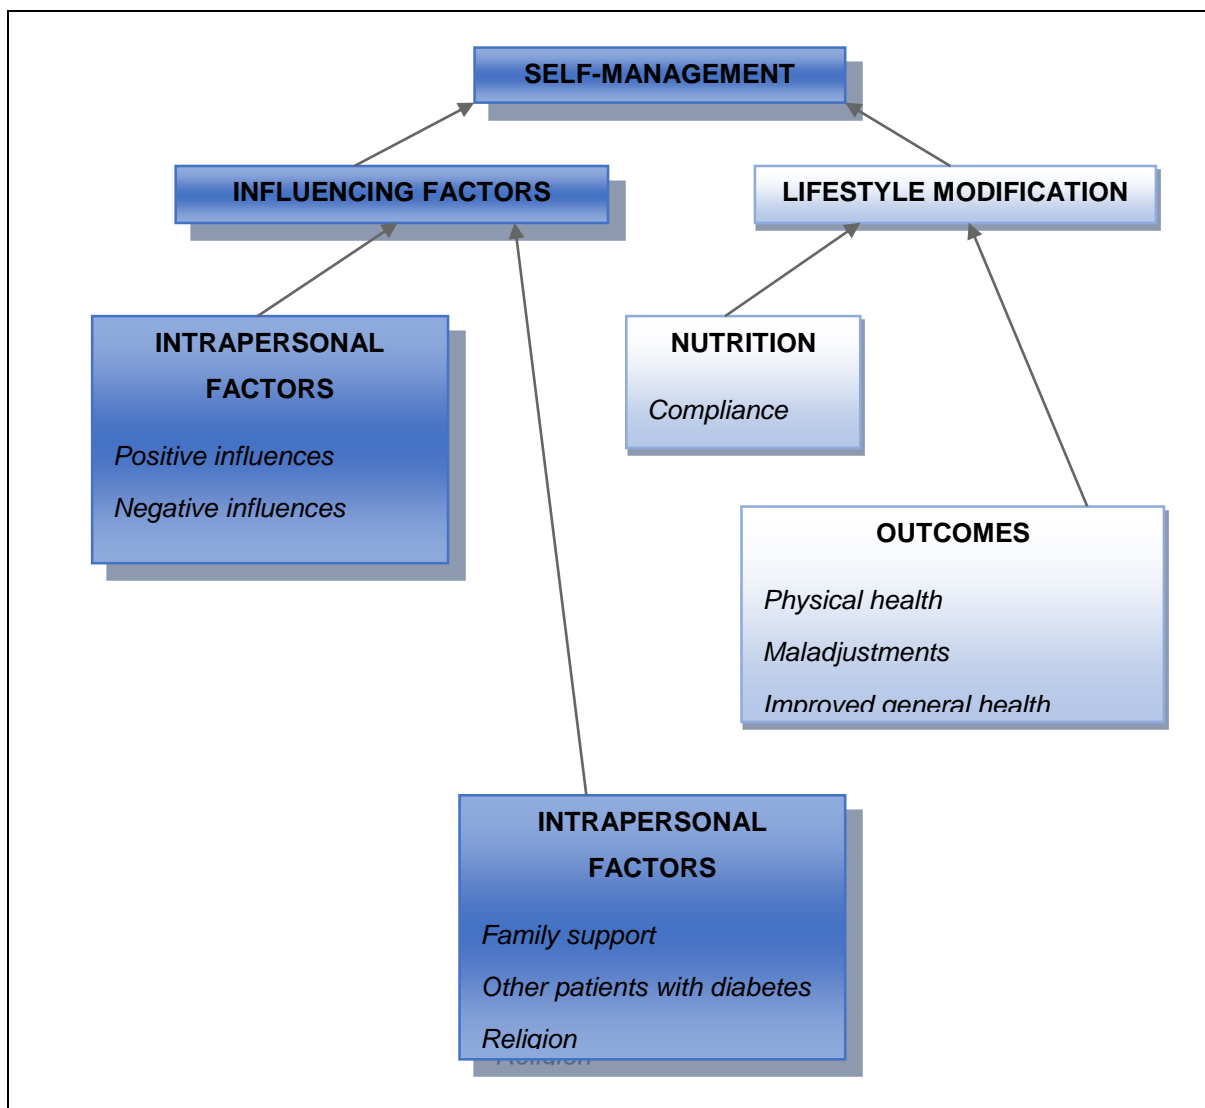 SELF-MANAGEMENT
INFLUENCING FACTORS
LIFESTYLE MODIFICATION
INTRAPERSONAL
FACTORS
Positive influences
Negative influences
NUTRITION
Compliance
OUTCOMES
Physical health
Maladjustments
Improved general health
INTRAPERSONAL
FACTORS
Family support
Other patients with diabetes
Religion